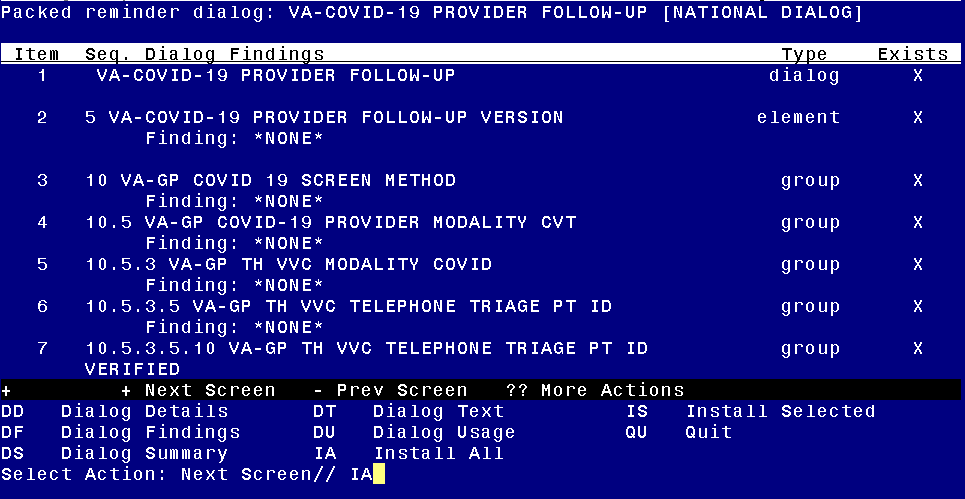 Packed reminder dialog: VA-COVID-19 PROVIDER FOLLOW-UP [NATIONAL DIALOG]
Item Seq. Dialog Findings Type Exists
1 VA-COVID-19 PROVIDER FOLLOW-UP dialog X
2 5 VA-COVID-19 PROVIDER FOLLOW-UP VERSION element X
Finding: *NONE*
3 10 VA-GP COVID 19 SCREEN METHOD group X
Finding: *NONE*
4 10.5 VA-GP COVID-19 PROVIDER MODALITY CVT group X
Finding: *NONE*
5 10.5.3 VA-GP TH VVC MODALITY COVID group X
Finding: *NONE*
6 10.5.3.5 VA-GP TH VVC TELEPHONE TRIAGE PT ID group X
Finding: *NONE*
7 10.5.3.5.10 VA-GP TH VVC TELEPHONE TRIAGE PT ID group X
VERIFIED
+ + Next Screen - Prev Screen ?? More Actions
DD Dialog Details DT Dialog Text IS Install Selected
DF Dialog Findings DU Dialog Usage QU Quit
DS Dialog Summary IA Install All
Select Action: Next Screen// IA